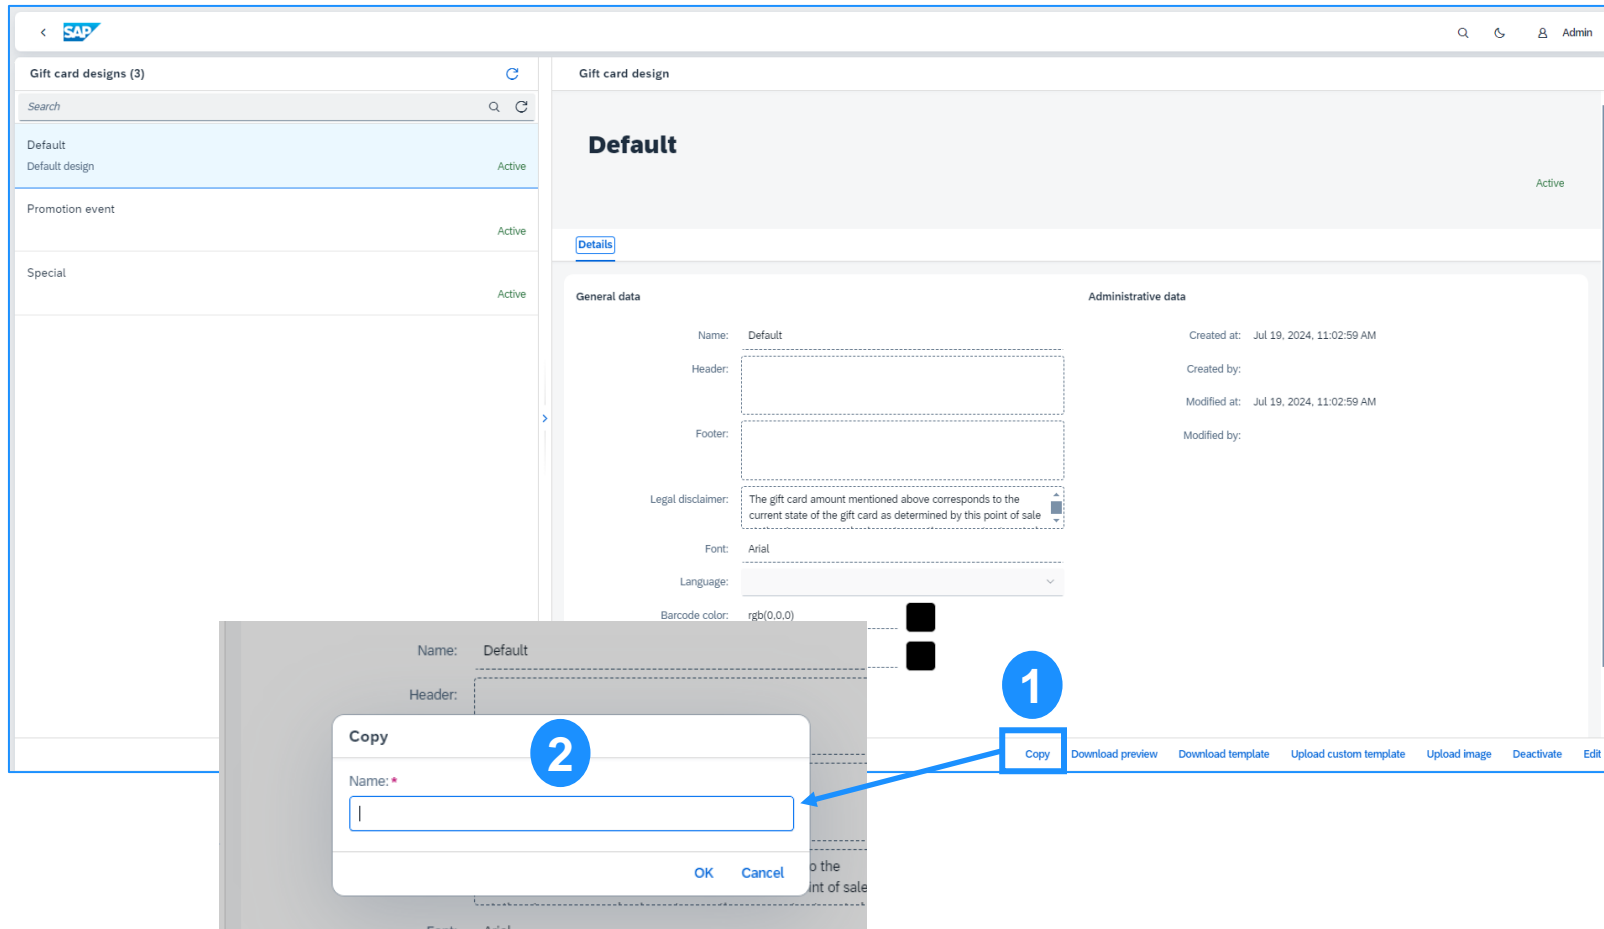 SAP
Admin
Gift card designs (3)
Search
Default
Default design
Active
Promotion event
Active
Special
Active
Gift card design
Default
Active
Details
General data
Name: Default
Header:
Footer:
Legal disclaimer: The gift card amount mentioned above corresponds to the
current state of the gift card as determined by this point of sale
Font: Arial
Language:
Barcode color: rgb(0,0,0)
Administrative data
Created at: Jul 19, 2024, 11:02:59 AM
Created by:
Modified at: Jul 19, 2024, 11:02:59 AM
Modified by:
1
Copy Download preview Download template Upload custom template Upload image Deactivate Edit
Name: Default
Header:
2
Copy
Name:*
OK Cancel
o the
int of sale